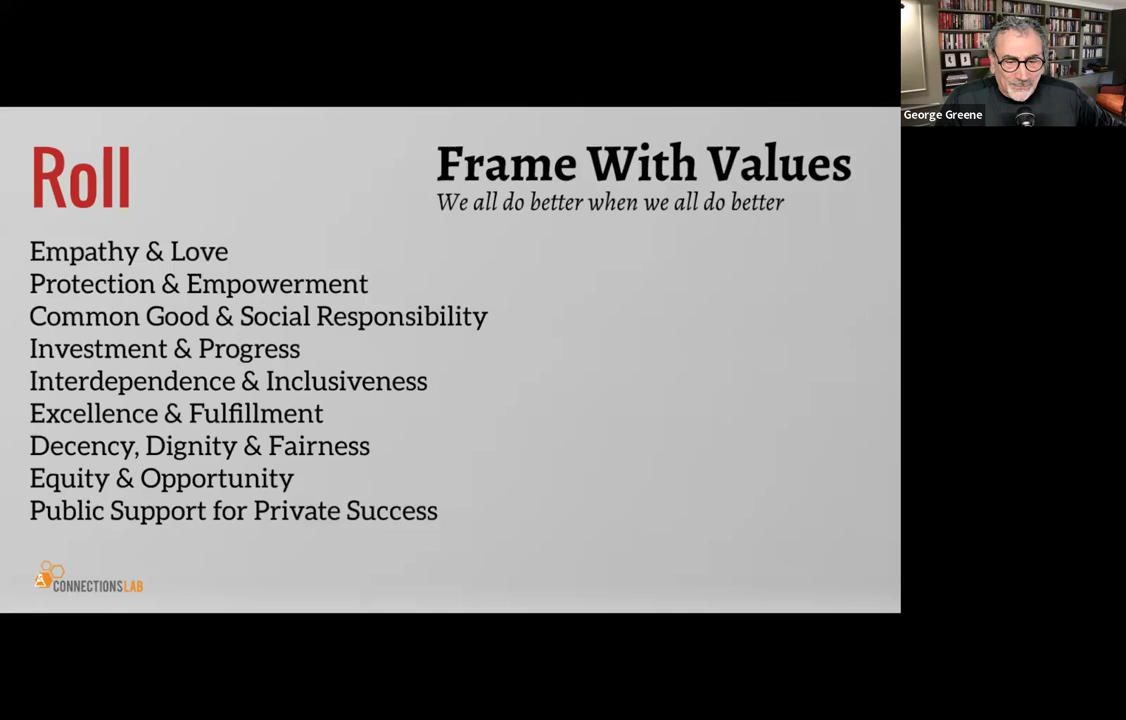 Roll
Frame With Values
We all do better when we all do better
Empathy & Love
Protection & Empowerment
Common Good & Social Responsibility
Investment & Progress
Interdependence & Inclusiveness
Excellence & Fulfillment
Decency, Dignity & Fairness
Equity & Opportunity
Public Support for Private Success
CONNECTIONSLAB
George Greene